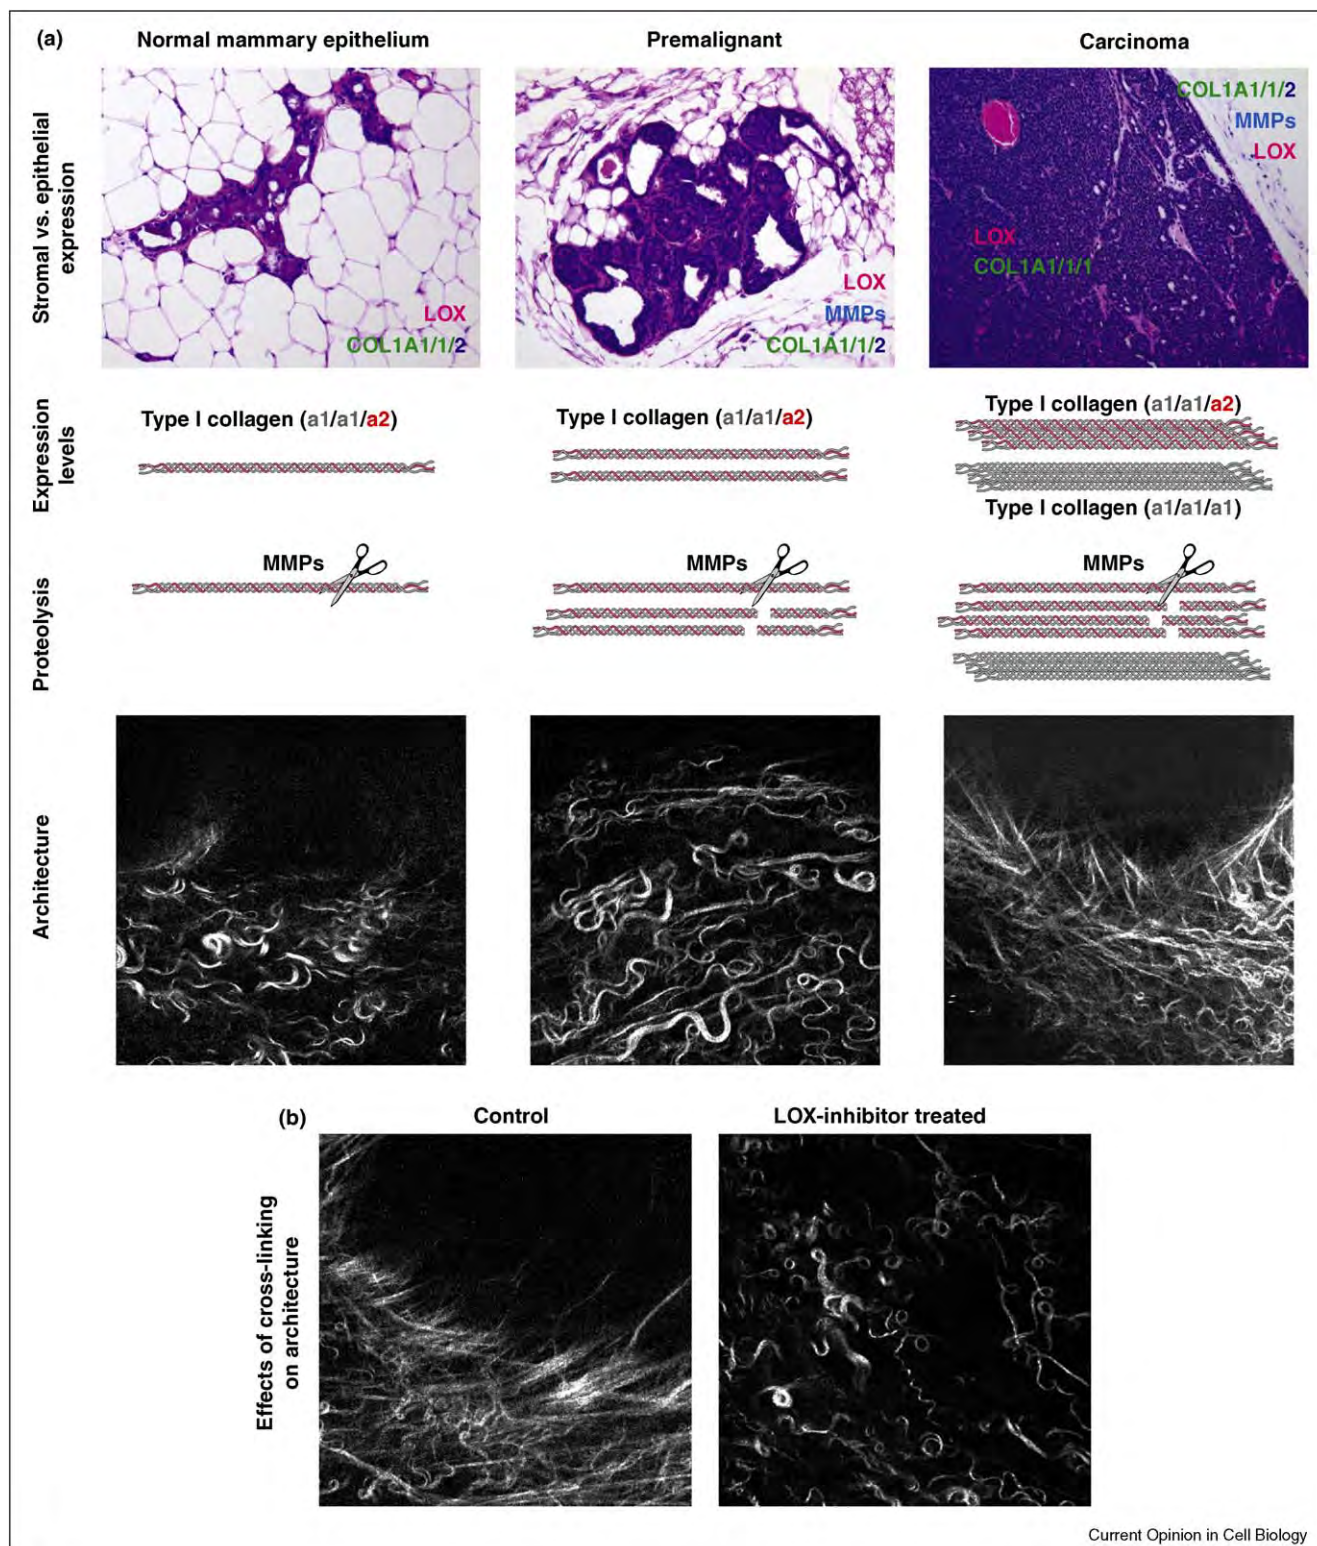 (a)
Normal mammary epithelium
Premalignant
Carcinoma
Stromal vs. epithelial
expression
LOX
COL1A1/1/2
LOX
MMPs
COL1A1/1/2
COL1A1/1/2
MMPs
LOX
LOX
COL1A1/1/1
Expression
levels
Type I collagen (a1/a1/a2)
Type I collagen (a1/a1/a2)
Type I collagen (a1/a1/a2)
Type I collagen (a1/a1/a1)
Proteolysis
MMPs
MMPs
MMPs
Architecture
(b)
Control
LOX-inhibitor treated
Effects of cross-linking
on architecture
Current Opinion in Cell Biology